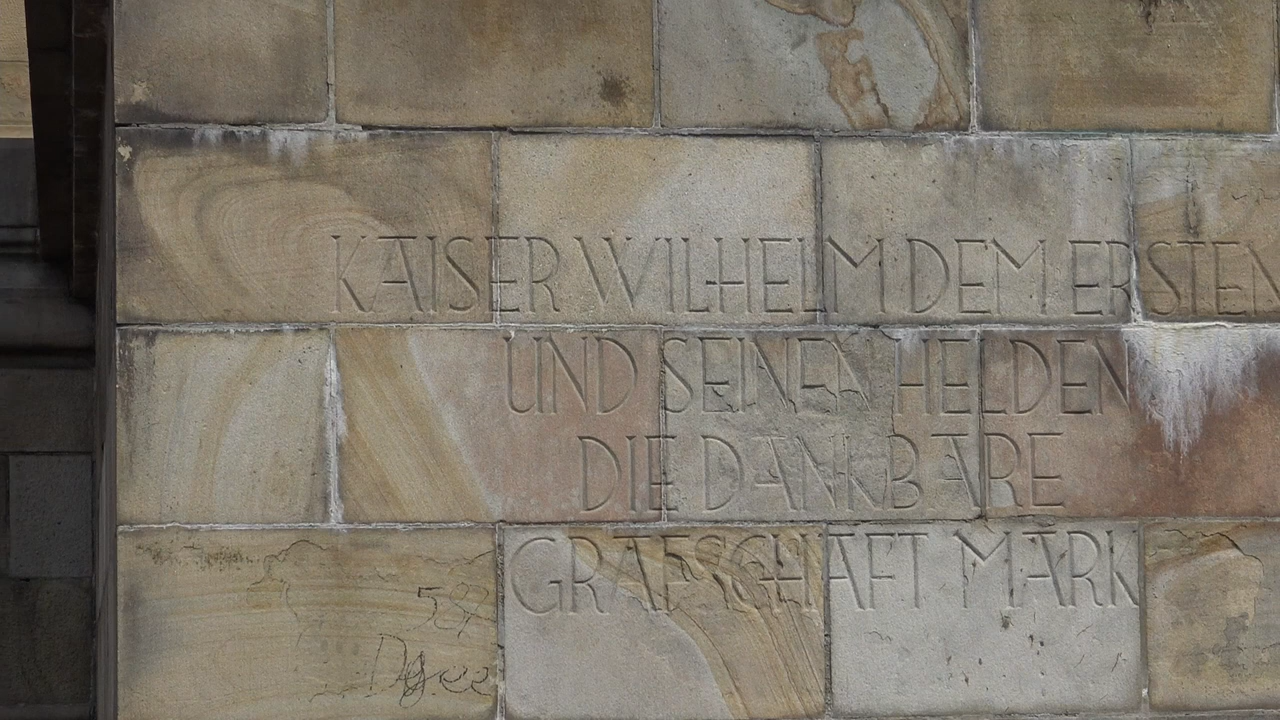 KAISER WILHELM DEM ERSTEN
UND SEINEN HELDEN
DIE DANKBARE
GRAFSCHAFT MARK